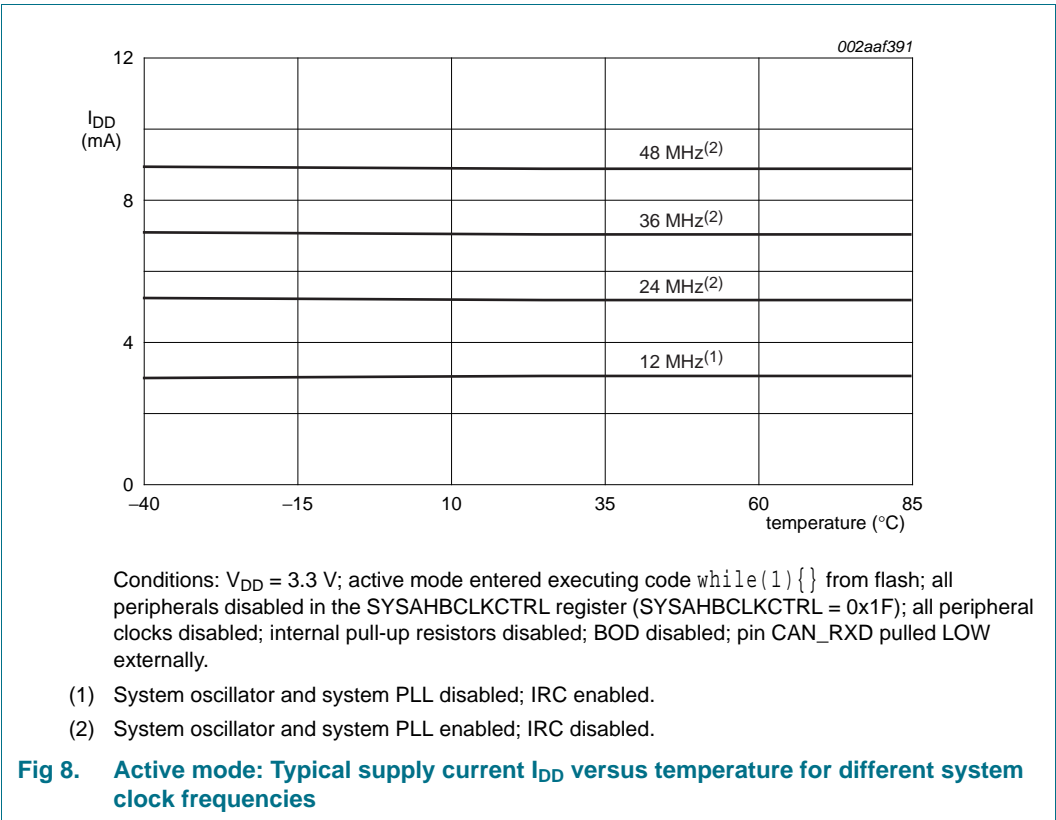 002aaf391
12
IDD
(mA)
48 MHz(2)
8
36 MHz(2)
24 MHz(2)
4
12 MHz(1)
0
−40 −15 10 35 60 85
temperature (°C)
Conditions: VDD = 3.3 V; active mode entered executing code while(1){} from flash; all
peripherals disabled in the SYSAHBCLKCTRL register (SYSAHBCLKCTRL = 0x1F); all peripheral
clocks disabled; internal pull-up resistors disabled; BOD disabled; pin CAN_RXD pulled LOW
externally.
(1) System oscillator and system PLL disabled; IRC enabled.
(2) System oscillator and system PLL enabled; IRC disabled.
Fig 8. Active mode: Typical supply current IDD versus temperature for different system
clock frequencies